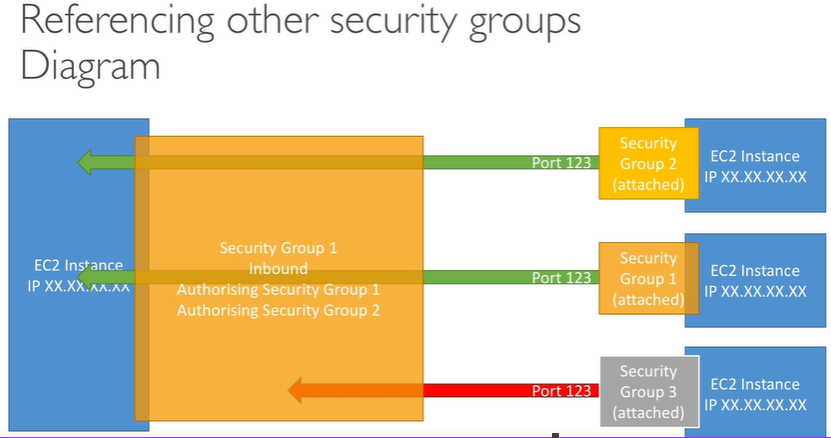 Referencing other security groups
Diagram
EC2 Instance
IP XX.XX.XX.XX
Security Group 1
Inbound
Authorising Security Group 1
Authorising Security Group 2
Port 123
Security
Group 2
(attached)
EC2 Instance
IP XX.XX.XX.XX
Port 123
Security
Group 1
(attached)
EC2 Instance
IP XX.XX.XX.XX
Port 123
Security
Group 3
(attached)
EC2 Instance
IP XX.XX.XX.XX